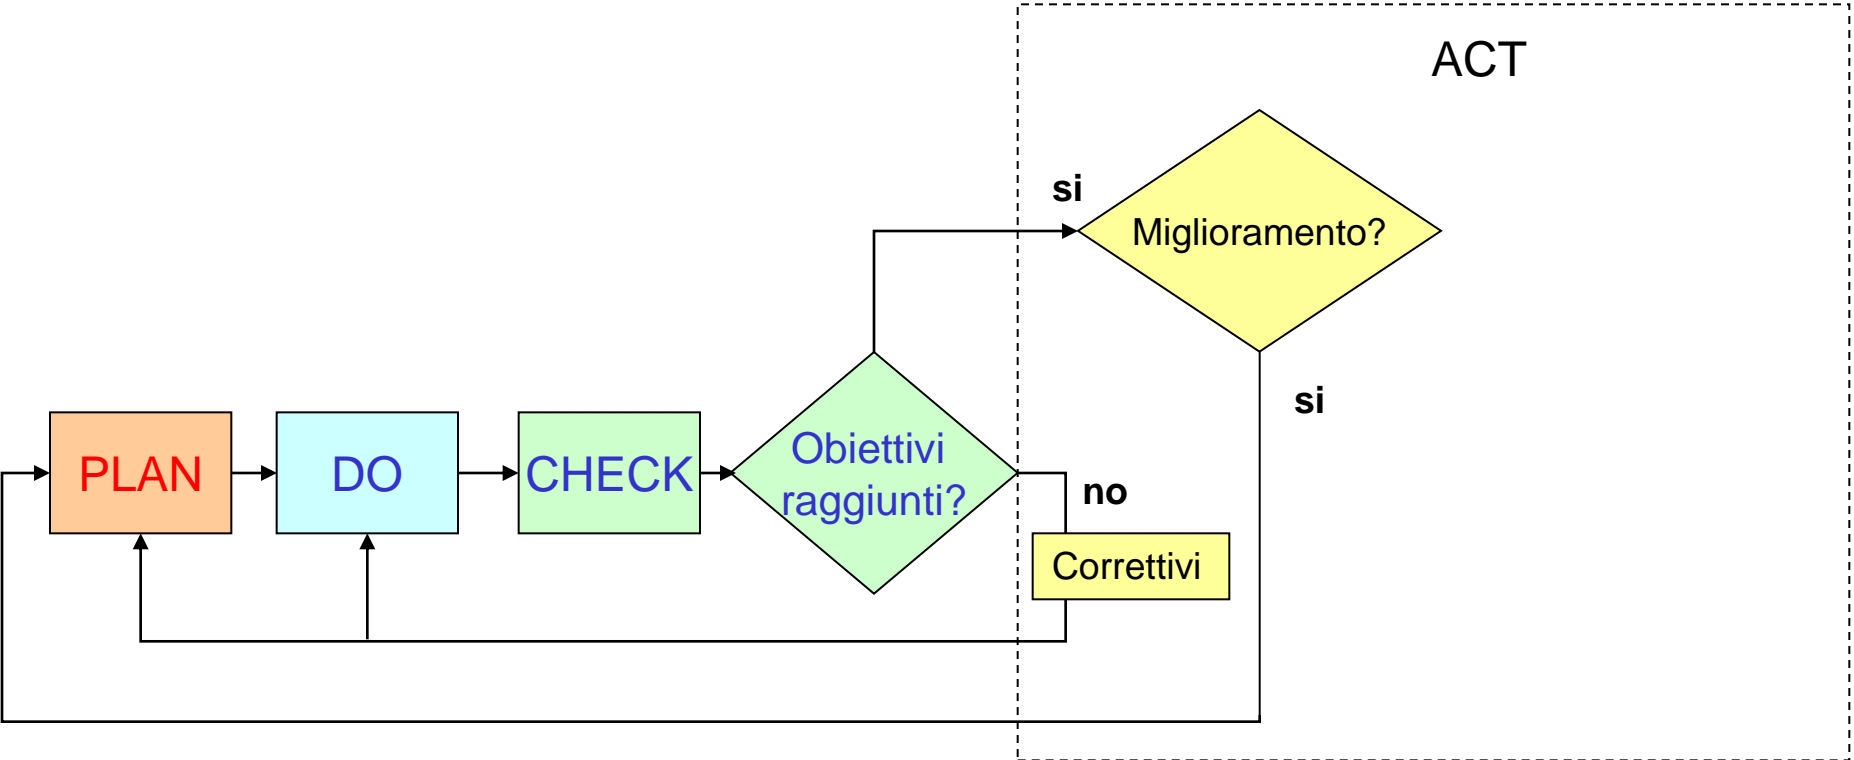 ACT
si
Miglioramento?
si
PLAN
DO
CHECK
Obiettivi
raggiunti?
no
Correttivi